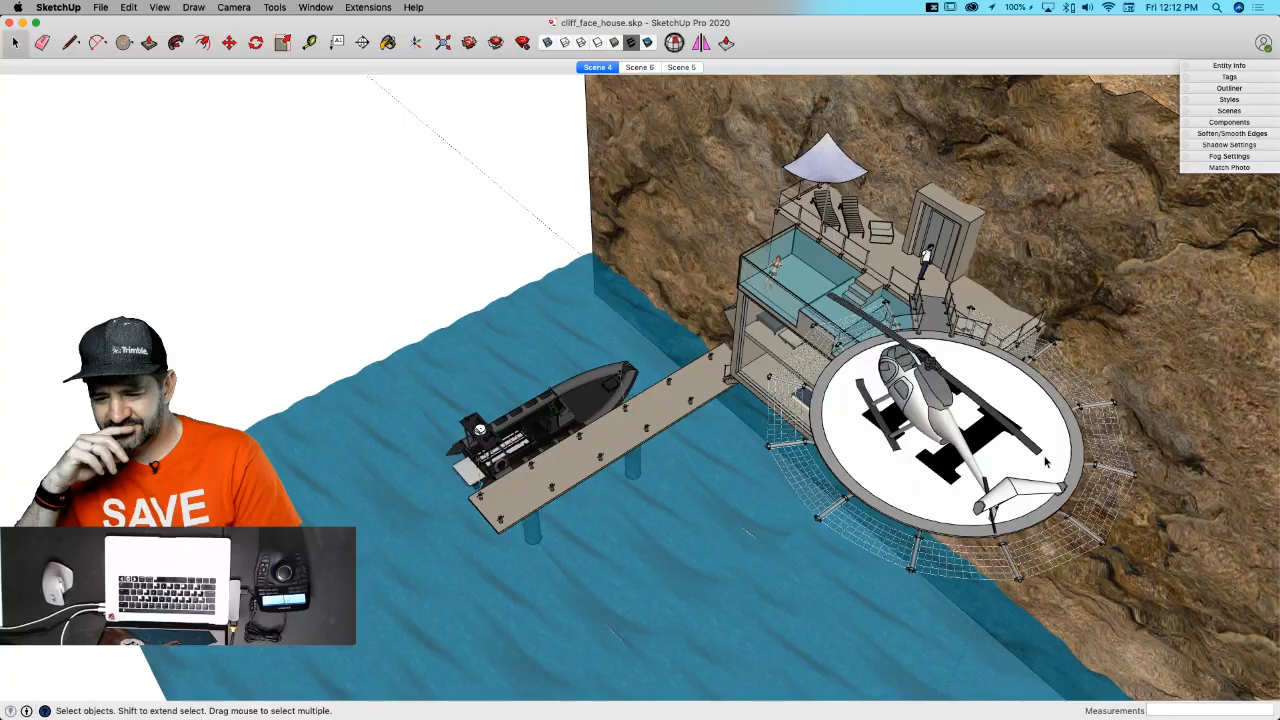 SketchUp File Edit View Draw Camera Tools Window Extensions Help
100% Fri 12:12 PM
cliff_face_house.skp - SketchUp Pro 2020
Scene 4 Scene 6 Scene 5
Entity Info
Tags
Outliner
Styles
Scenes
Components
Soften/Smooth Edges
Shadow Settings
Fog Settings
Match Photo
Trimble
SAVE
Select objects. Shift to extend select. Drag mouse to select multiple.
Measurements